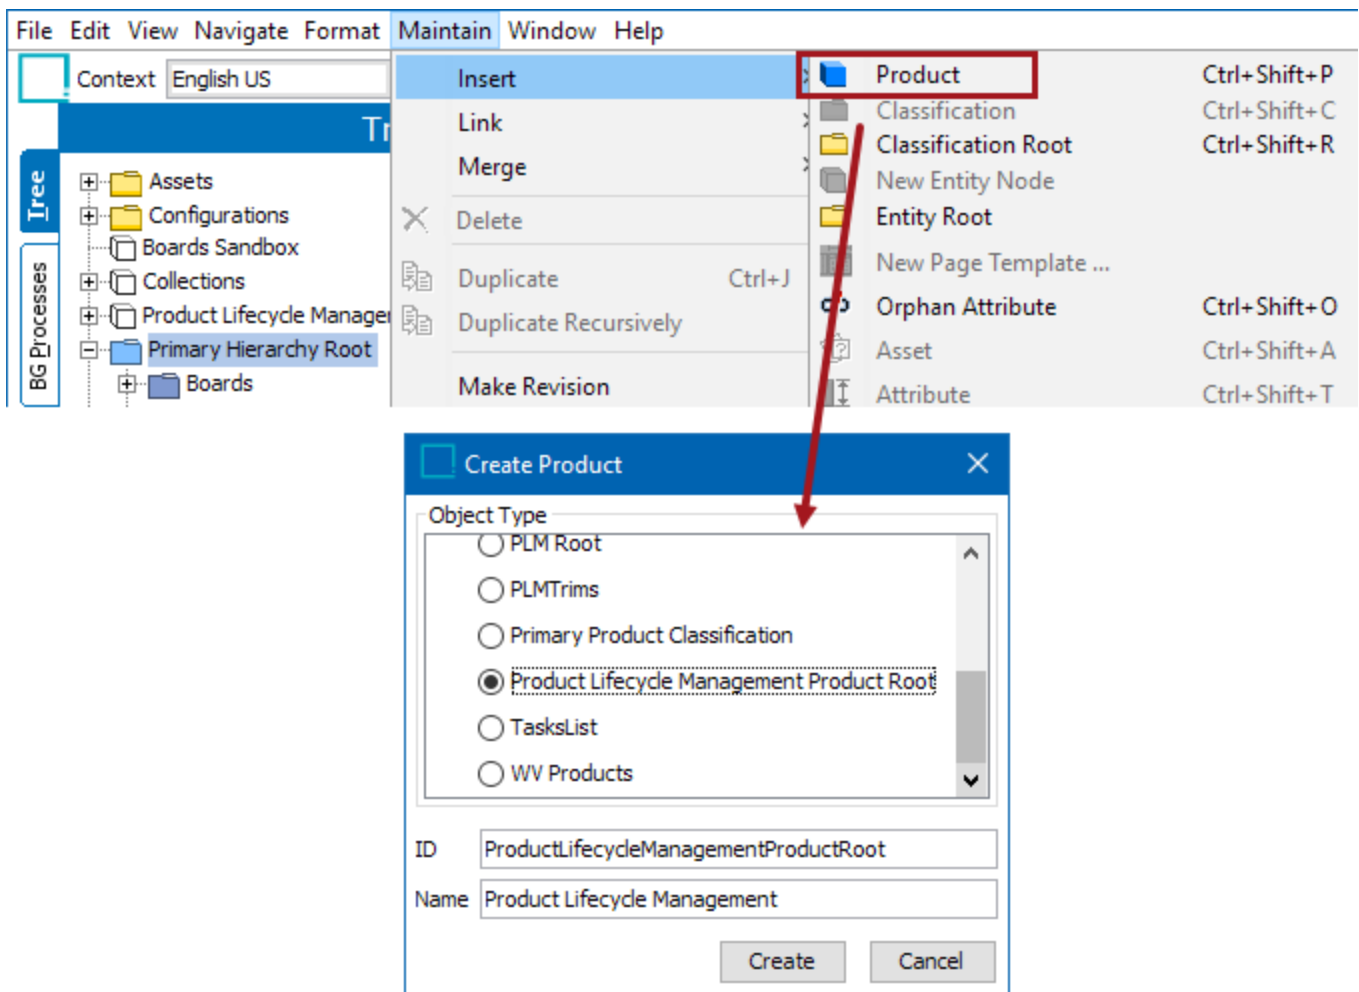 File Edit View Navigate Format Maintain Window Help
Context English US
Tr
Tree
BG Processes
Assets
Configurations
Boards Sandbox
Collections
Product Lifecycle Manager
Primary Hierarchy Root
Boards
Insert
Link
Merge
Delete
Duplicate Ctrl+J
Duplicate Recursively
Make Revision
Product Ctrl+Shift+P
Classification Ctrl+Shift+C
Classification Root Ctrl+Shift+R
New Entity Node
Entity Root
New Page Template ...
Orphan Attribute Ctrl+Shift+O
Asset Ctrl+Shift+A
Attribute Ctrl+Shift+T
Create Product
Object Type
PLM Root
PLMTrims
Primary Product Classification
Product Lifecycle Management Product Root
TasksList
WV Products
ID ProductLifecycleManagementProductRoot
Name Product Lifecycle Management
Create Cancel